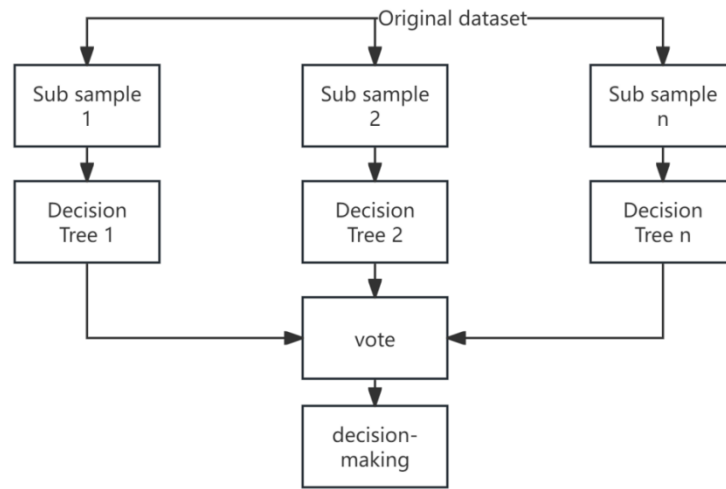 Original dataset
Sub sample
1
Sub sample
2
Sub sample
n
Decision
Tree 1
Decision
Tree 2
Decision
Tree n
vote
decision-
making